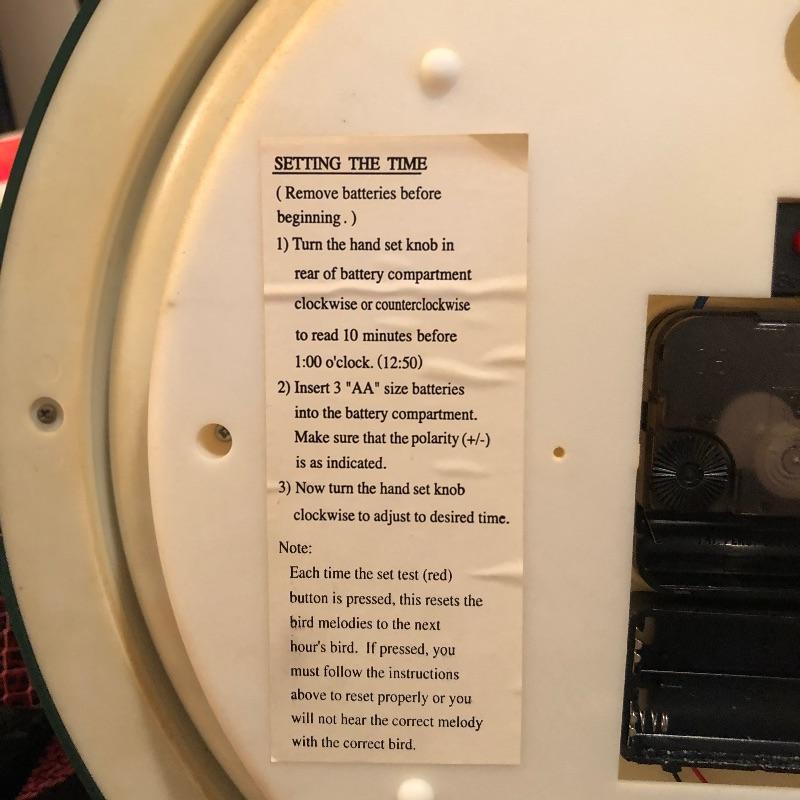 SETTING THE TIME
( Remove batteries before
beginning . )
1) Turn the hand set knob in
rear of battery compartment
clockwise or counterclockwise
to read 10 minutes before
1:00 o'clock. (12:50)
2) Insert 3 "AA" size batteries
into the battery compartment.
Make sure that the polarity (+/-)
is as indicated.
3) Now turn the hand set knob
clockwise to adjust to desired time.
Note:
Each time the set test (red)
button is pressed, this resets the
bird melodies to the next
hour's bird. If pressed, you
must follow the instructions
above to reset properly or you
will not hear the correct melody
with the correct bird.